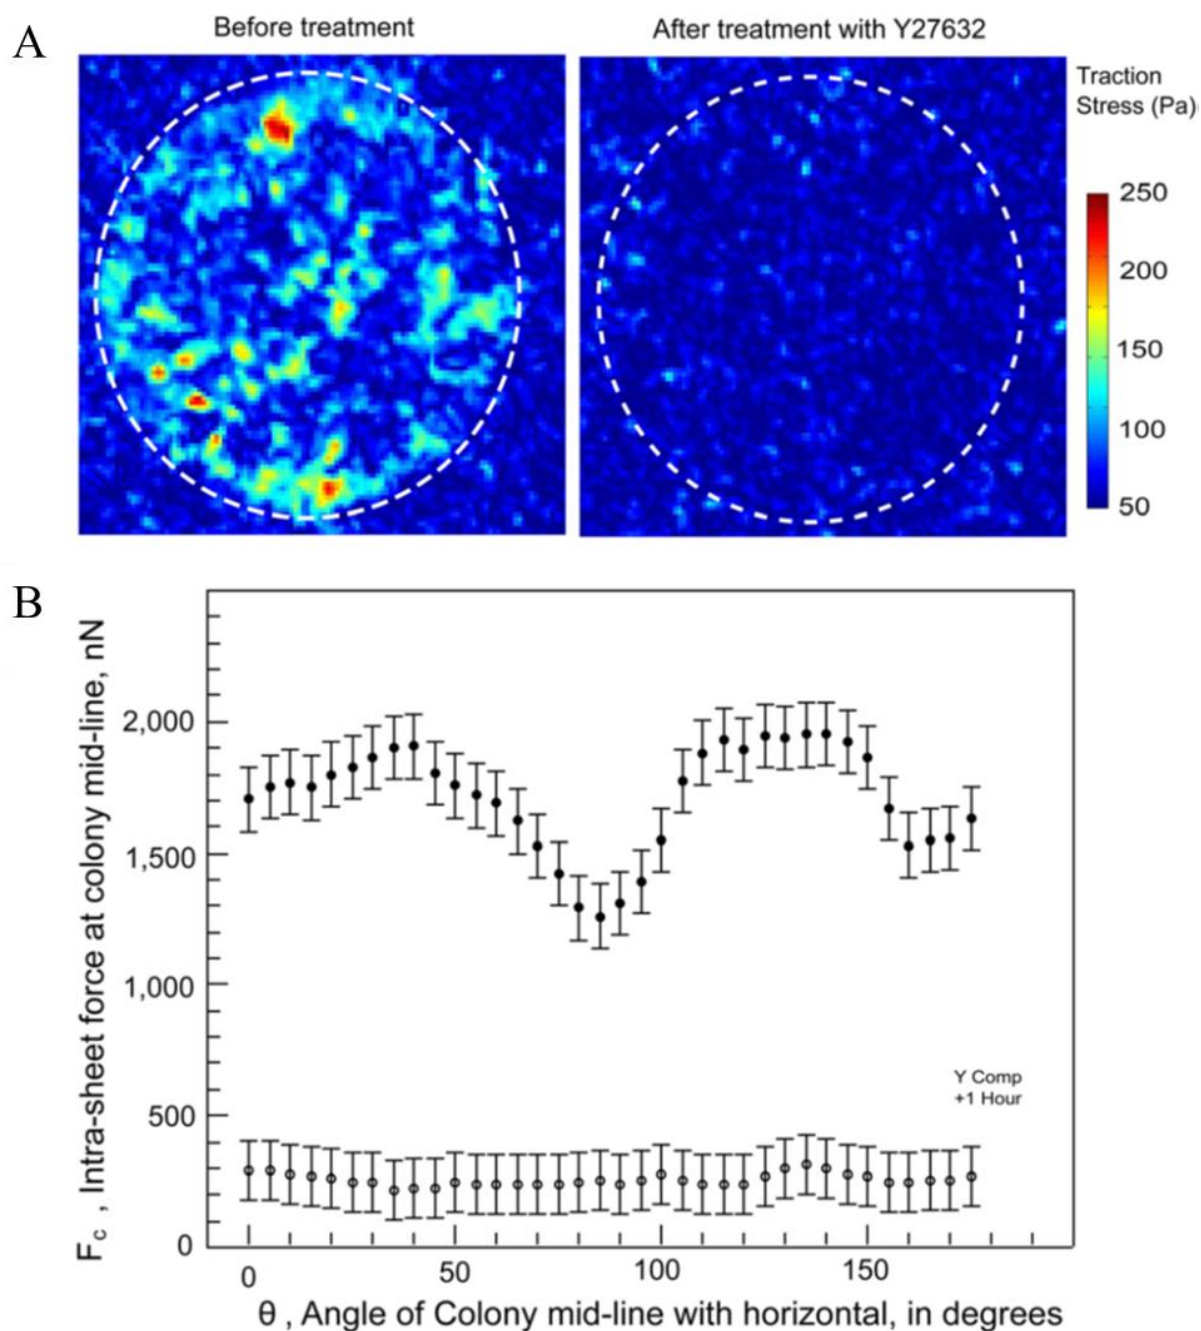 A
Before treatment
After treatment with Y27632
Traction
Stress (Pa)
250
200
150
100
50
B
F_c , Intra-sheet force at colony mid-line, nN
2,000
1,500
1,000
500
0
Y Comp
+1 Hour
0
50
100
150
θ , Angle of Colony mid-line with horizontal, in degrees